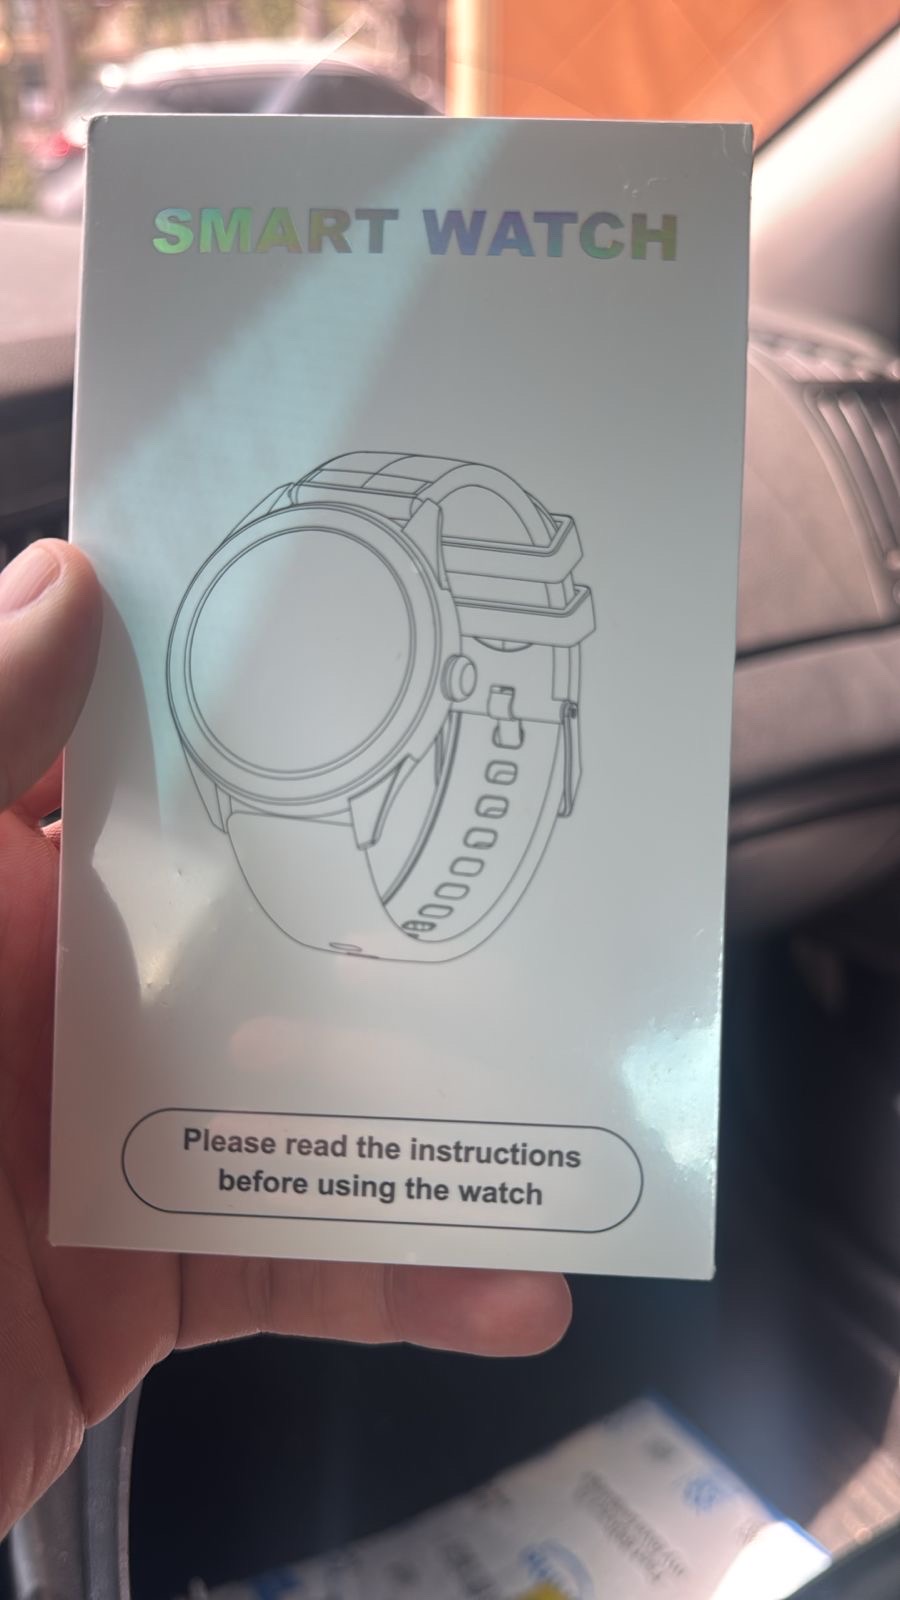 SMART WATCH
Please read the instructions
before using the watch